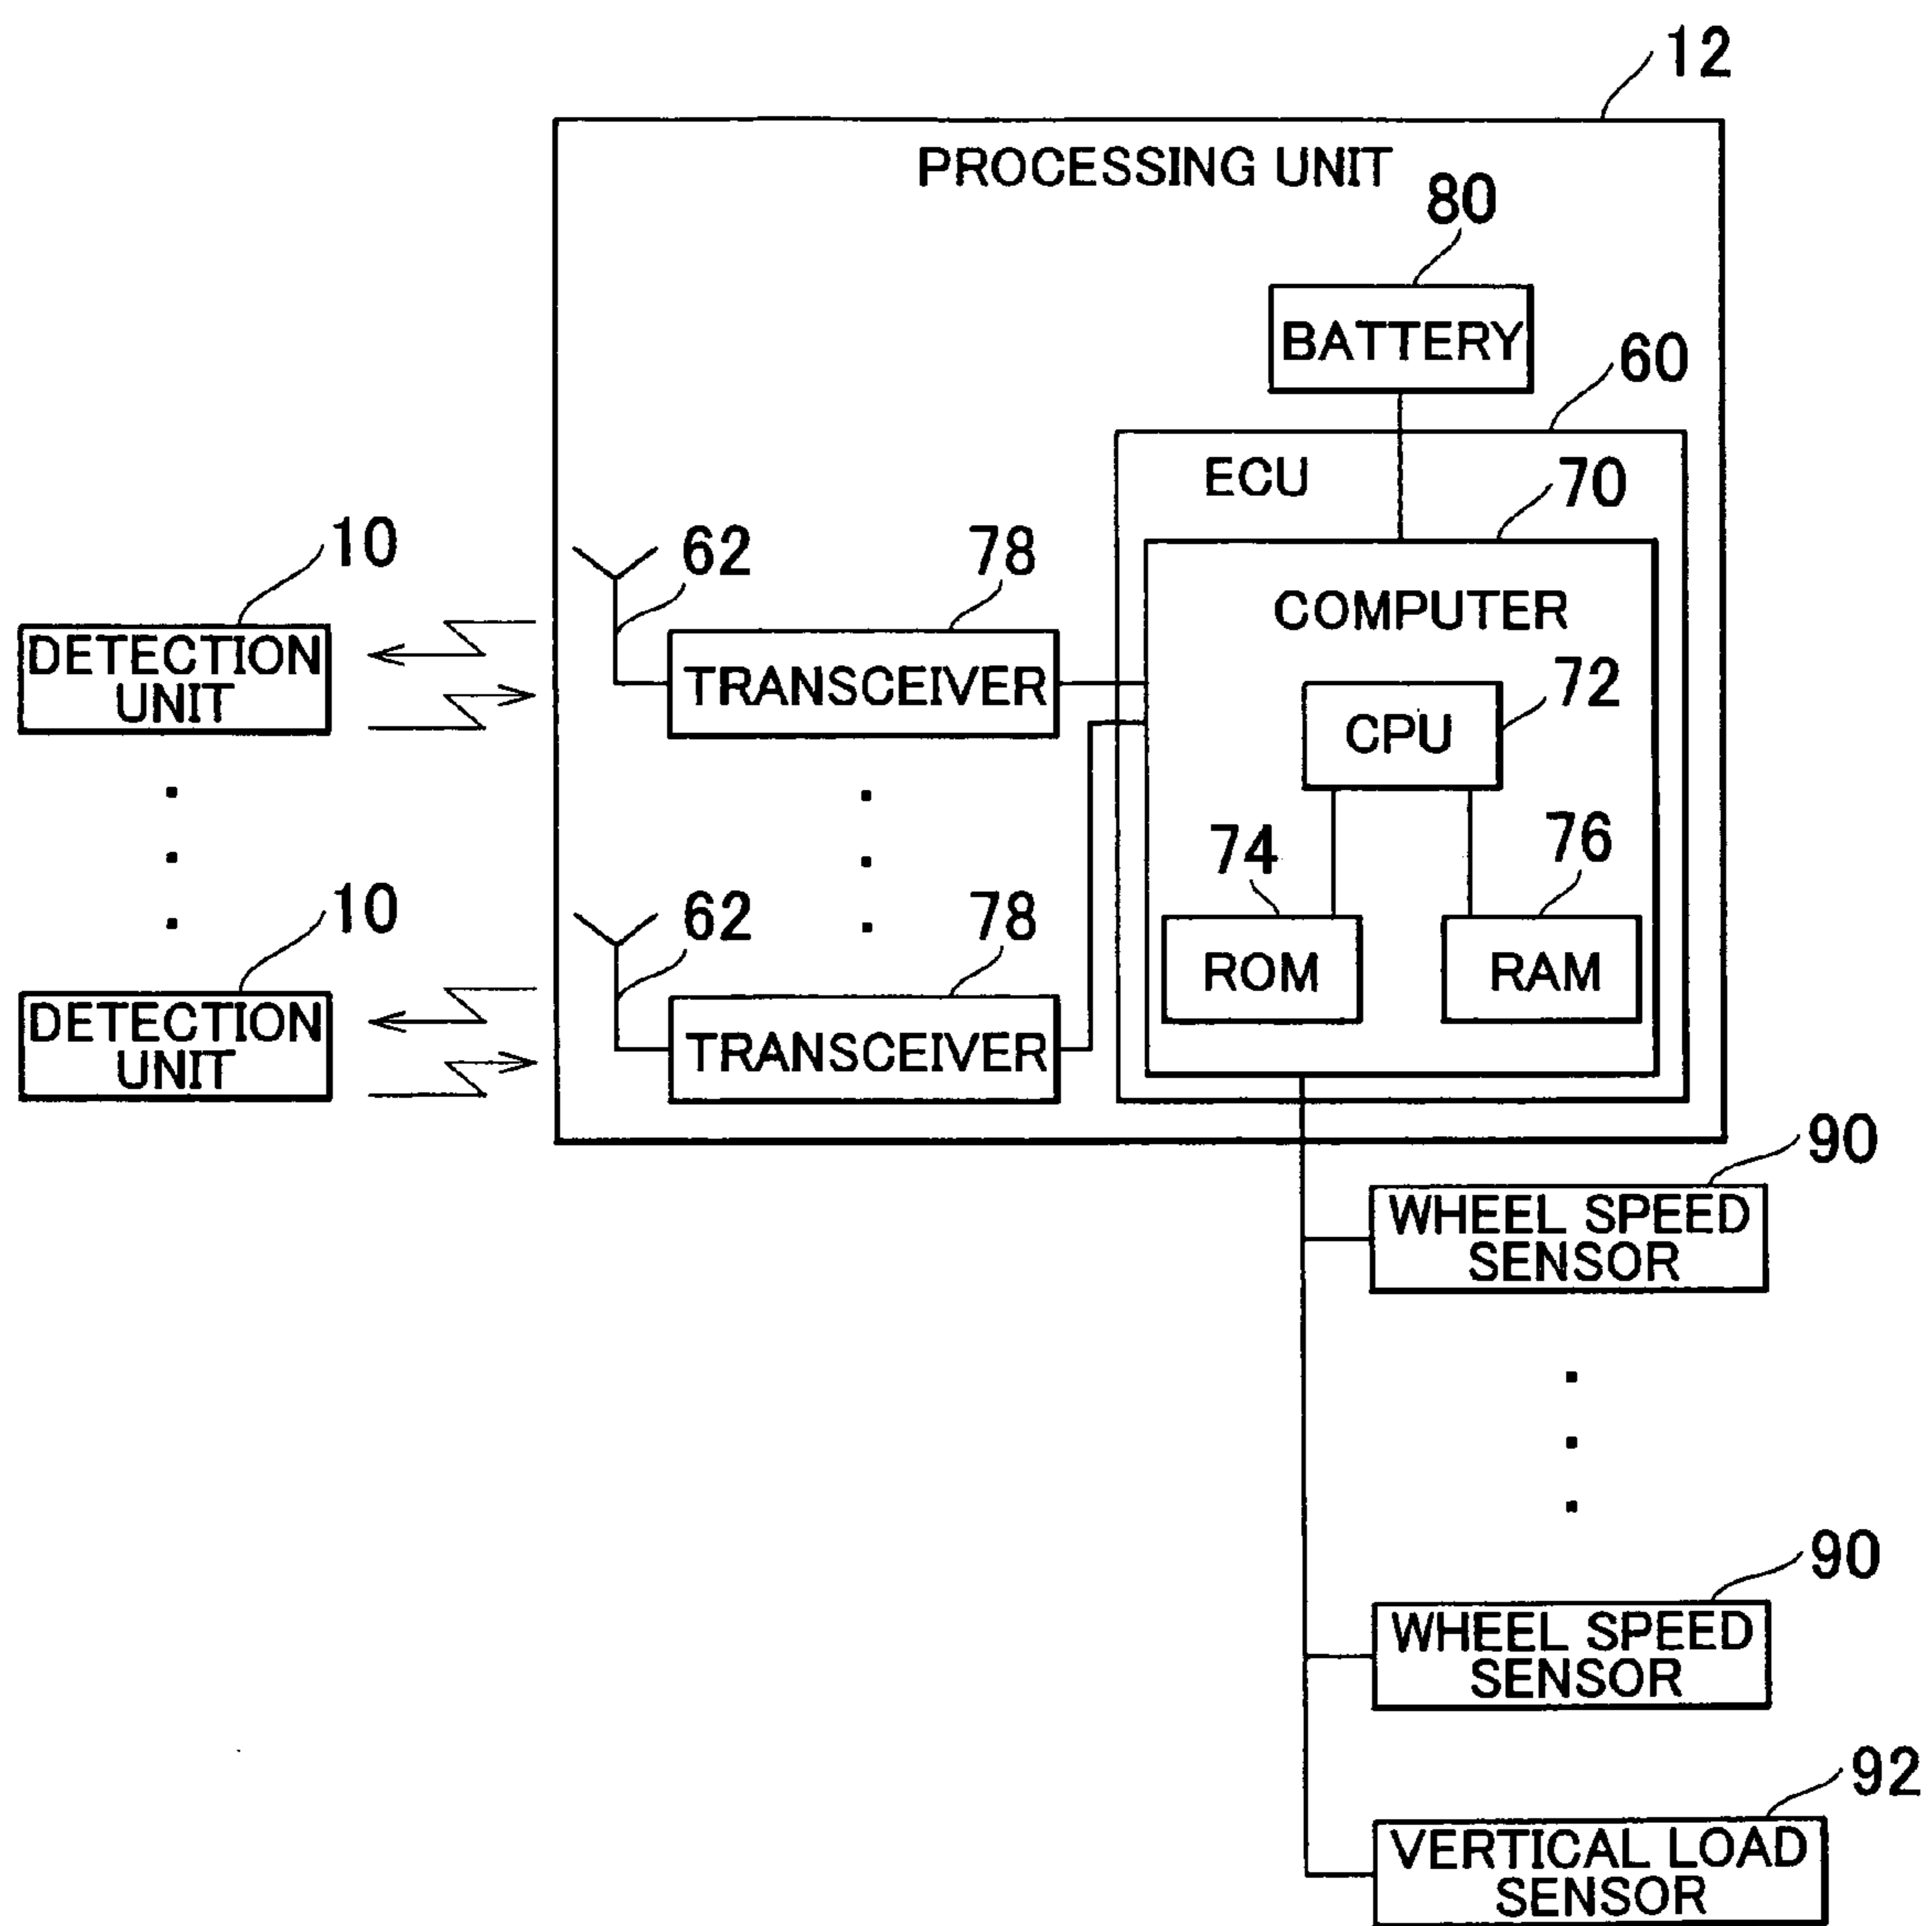 12
PROCESSING UNIT
80
BATTERY
60
ECU
70
COMPUTER
72
CPU
74
76
ROM
RAM
10
DETECTION
UNIT
62
78
TRANSCEIVER
10
DETECTION
UNIT
62
78
TRANSCEIVER
90
WHEEL SPEED
SENSOR
90
WHEEL SPEED
SENSOR
92
VERTICAL LOAD
SENSOR